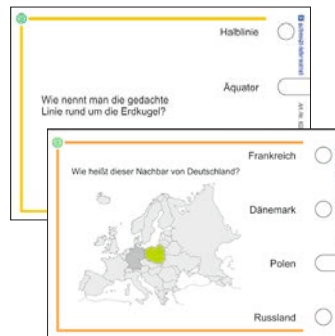 Halblinie
Äquator
Wie nennt man die gedachte
Linie rund um die Erdkugel?
Frankreich
Wie heißt dieser Nachbar von Deutschland?
Dänemark
Polen
Russland